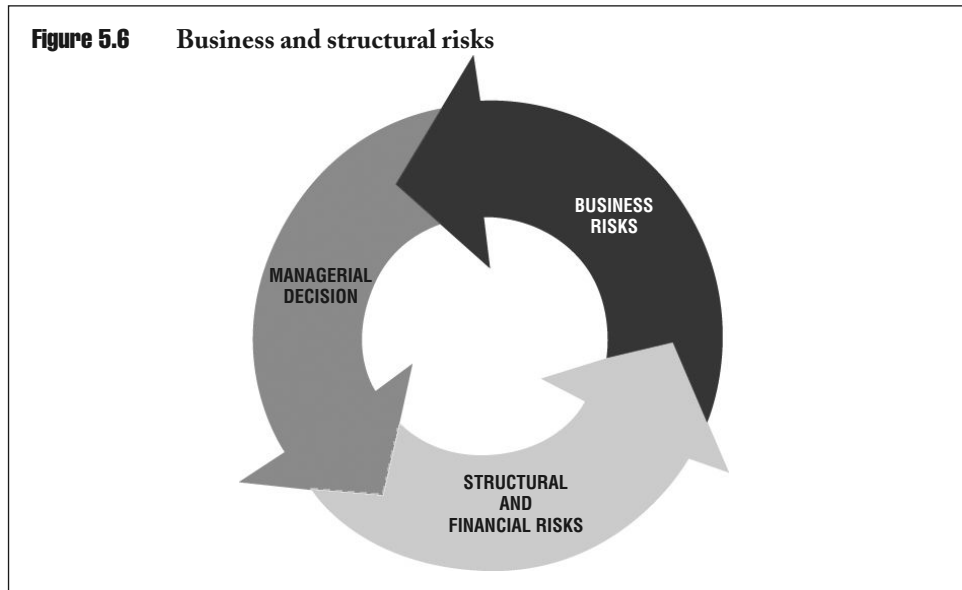 Figure 5.6 Business and structural risks
BUSINESS
RISKS
MANAGERIAL
DECISION
STRUCTURAL
AND
FINANCIAL RISKS